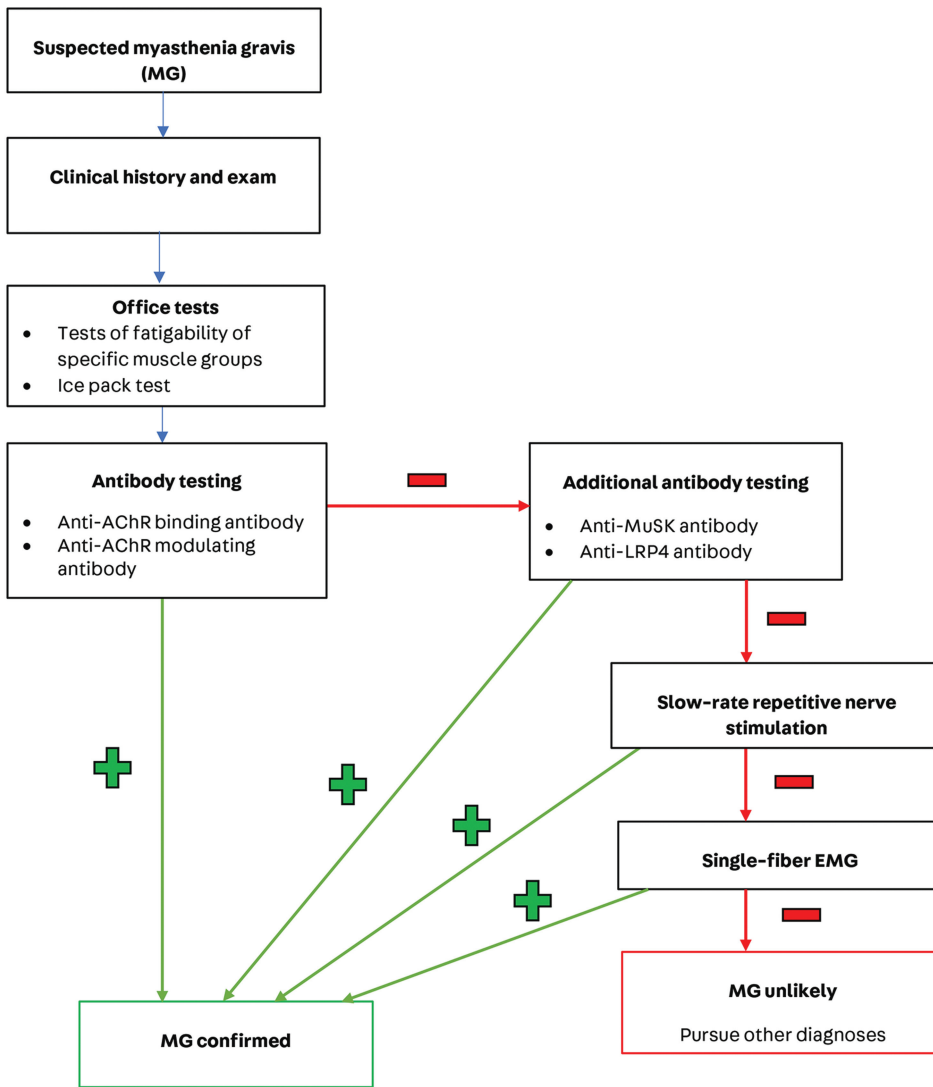 Suspected myasthenia gravis
(MG)
Clinical history and exam
Office tests
• Tests of fatigability of
specific muscle groups
• Ice pack test
Antibody testing
• Anti-AChR binding antibody
• Anti-AChR modulating
antibody
Additional antibody testing
• Anti-MuSK antibody
• Anti-LRP4 antibody
Slow-rate repetitive nerve
stimulation
Single-fiber EMG
MG unlikely
Pursue other diagnoses
MG confirmed